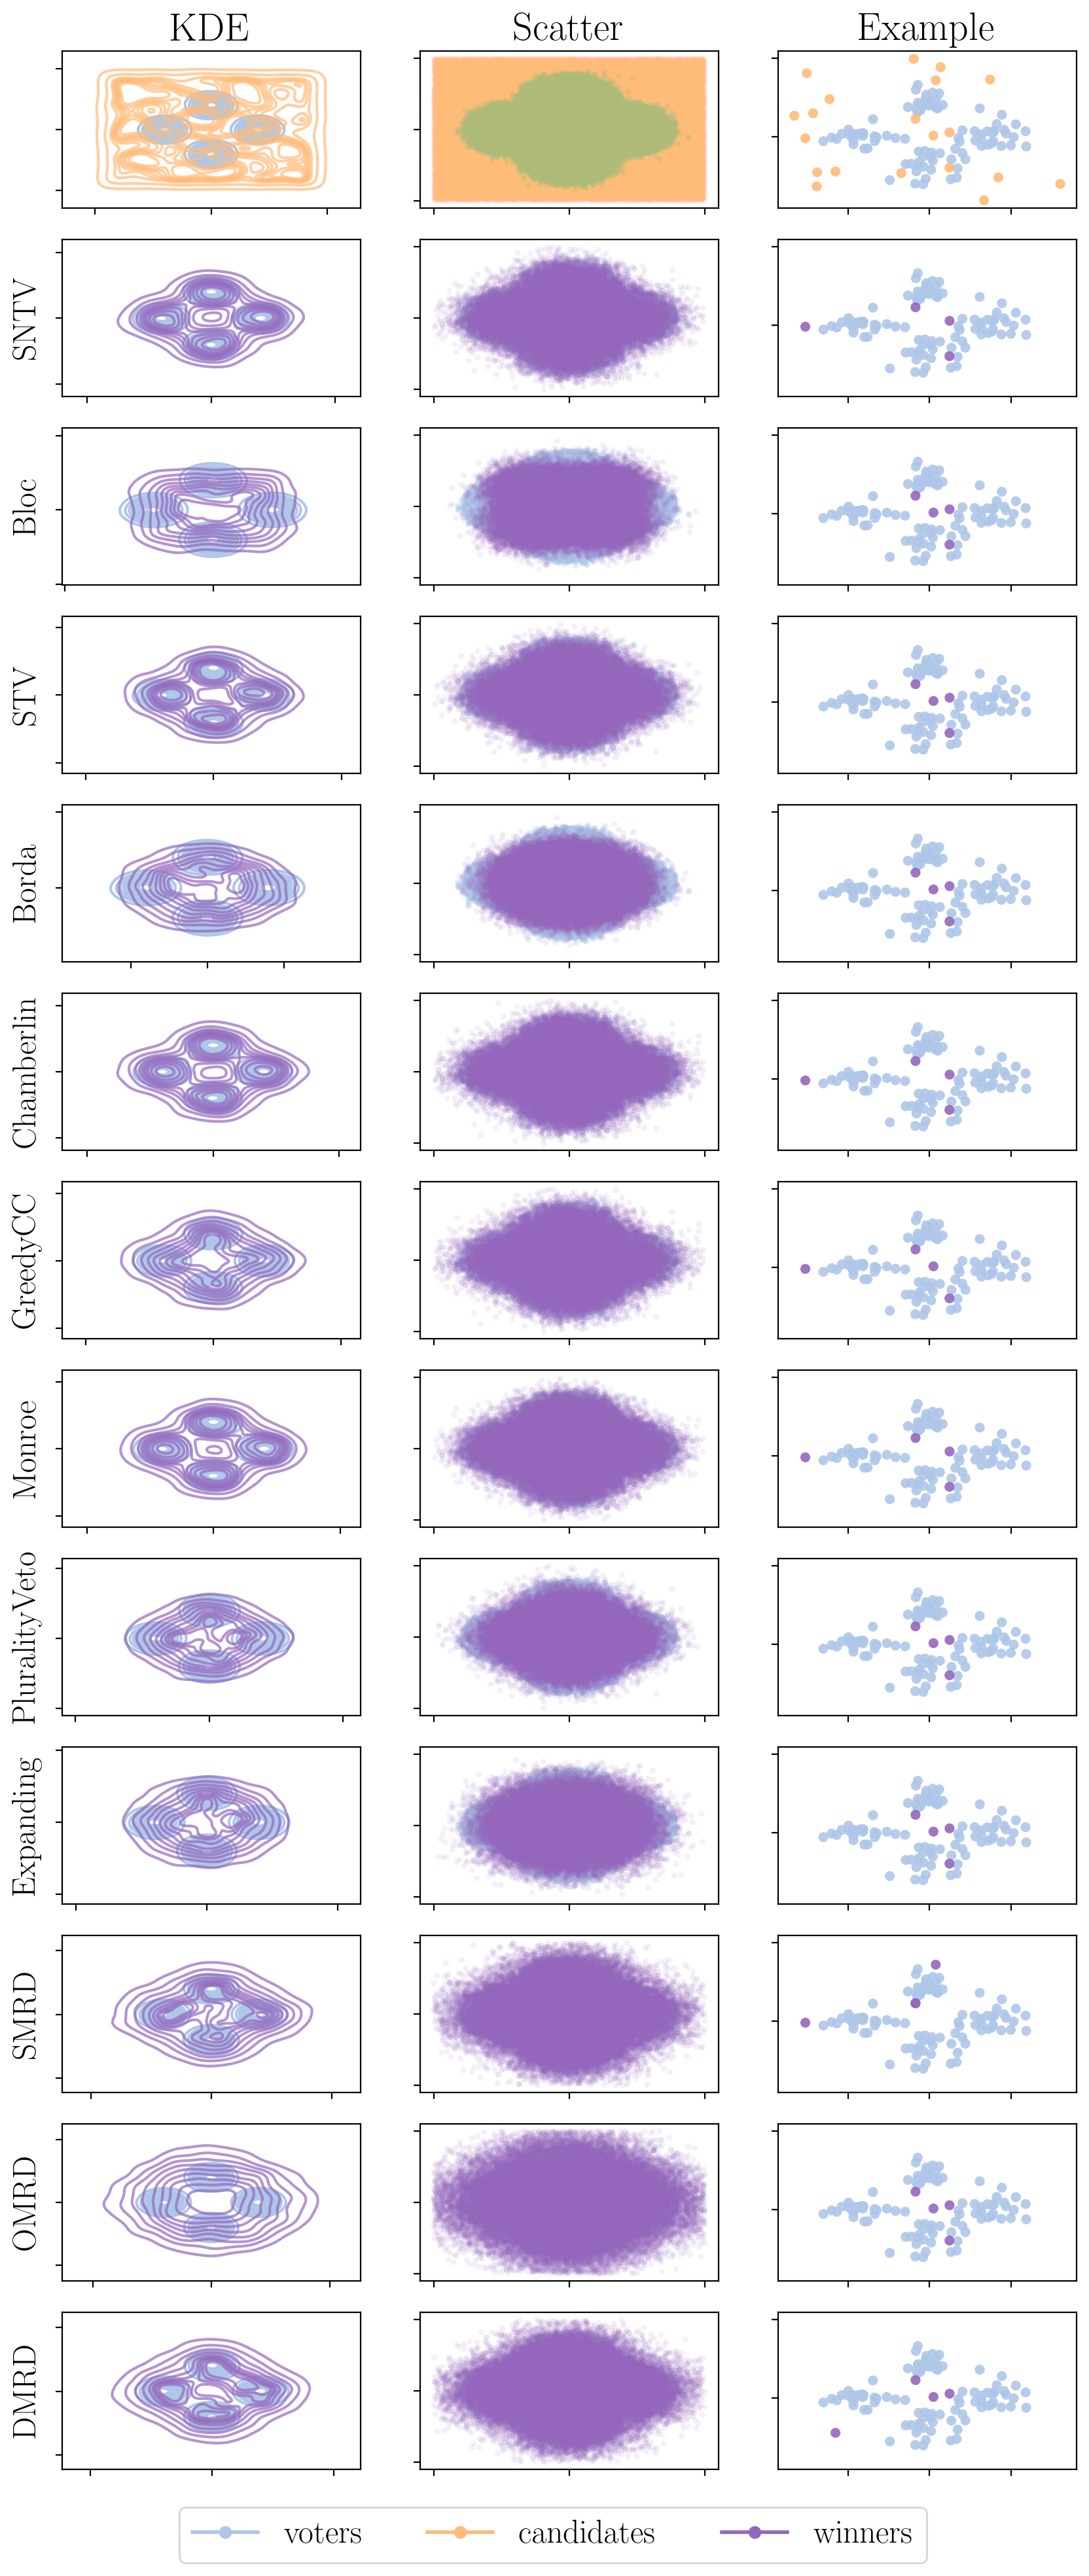 KDE Scatter Example
SNTV
Bloc
STV
Borda
Chamberlin
GreedyCC
Monroe
PluralityVeto
Expanding
SMRD
OMRD
DMRD
voters candidates winners